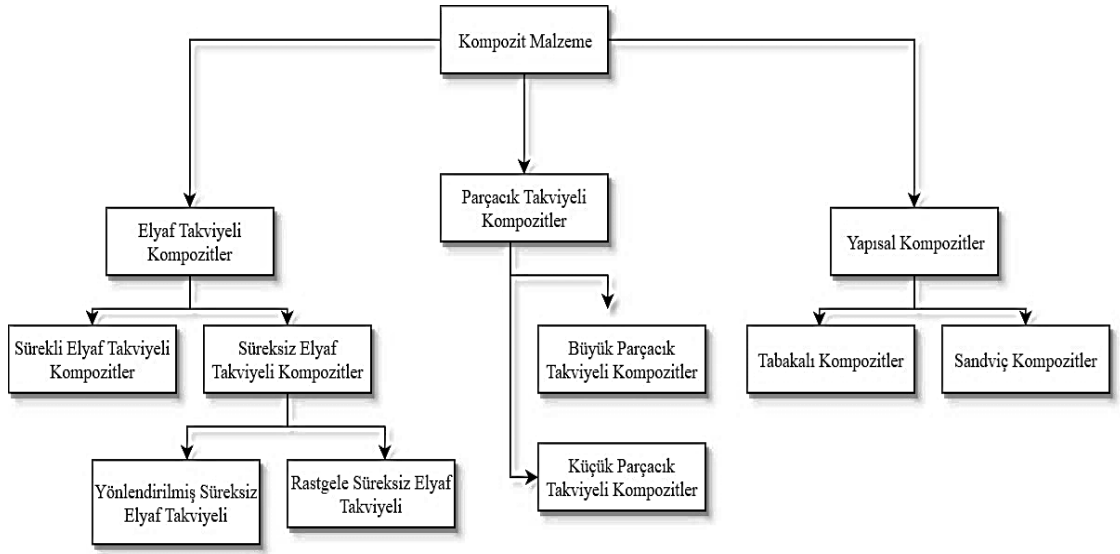 Kompozit Malzeme
Parçacık Takviyeli
Kompozitler
Elyaf Takviyeli
Kompozitler
Yapısal Kompozitler
Sürekli Elyaf Takviyeli
Kompozitler
Süreksiz Elyaf
Takviyeli Kompozitler
Büyük Parçacık
Takviyeli Kompozitler
Tabakalı Kompozitler
Sandviç Kompozitler
Yönlendirilmiş Süreksiz
Elyaf Takviyeli
Rastgele Süreksiz Elyaf
Takviyeli
Küçük Parçacık
Takviyeli Kompozitler